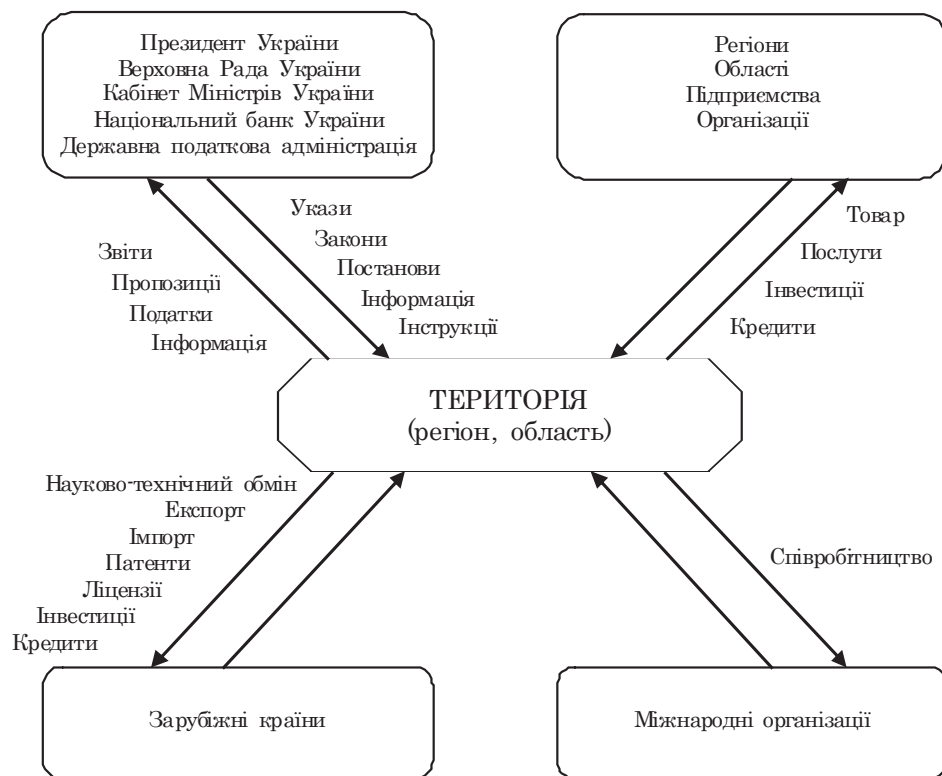 Президент України
Верховна Рада України
Кабінет Міністрів України
Національний банк України
Державна податкова адміністрація
Регіони
Області
Підприємства
Організації
Укази
Закони
Постанови
Інформація
Інструкції
Звіти
Пропозиції
Податки
Інформація
Товар
Послуги
Інвестиції
Кредити
ТЕРИТОРІЯ
(регіон, область)
Науково-технічний обмін
Експорт
Імпорт
Патенти
Ліцензії
Інвестиції
Кредити
Співробітництво
Зарубіжні країни
Міжнародні організації